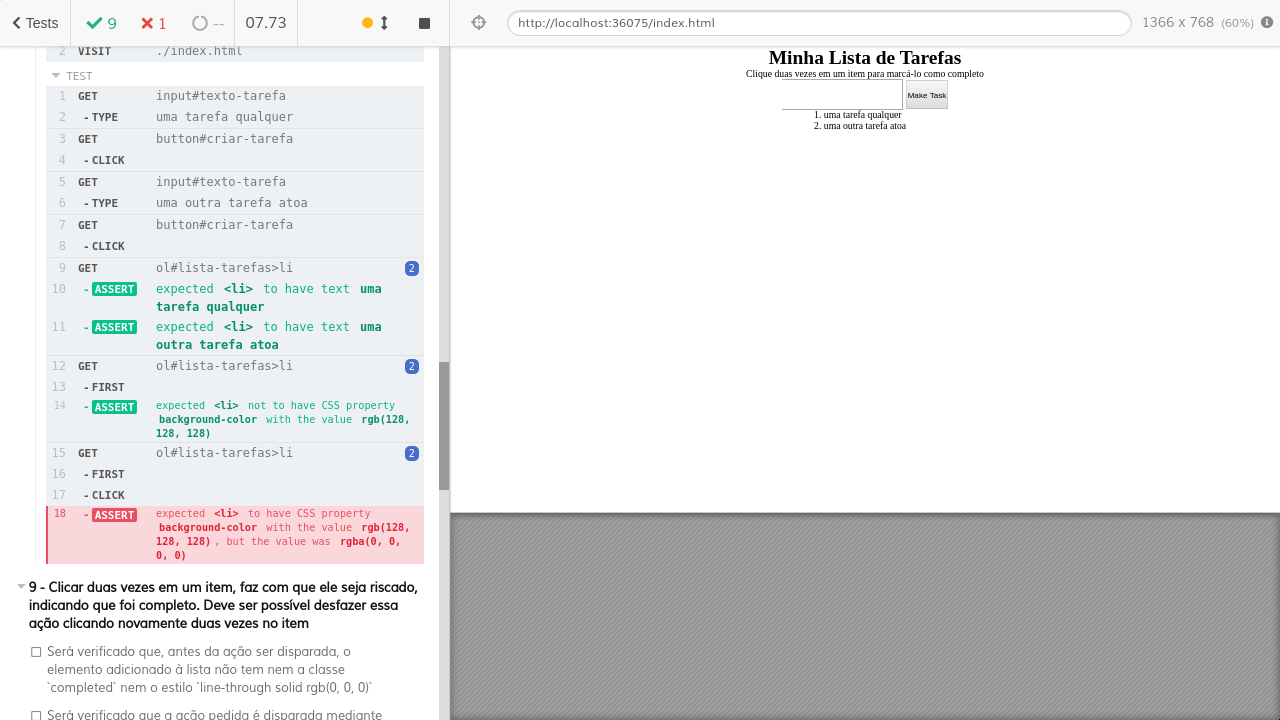 Tests 9 1 -- 07.73
http://localhost:36075/index.html 1366 x 768 (60%)
2 VISIT ./index.html
TEST
1 GET input#texto-tarefa
2 -TYPE uma tarefa qualquer
3 GET button#criar-tarefa
4 -CLICK
5 GET input#texto-tarefa
6 -TYPE uma outra tarefa atoa
7 GET button#criar-tarefa
8 -CLICK
9 GET ol#lista-tarefas>li 2
10 -ASSERT expected <li> to have text uma
tarefa qualquer
11 -ASSERT expected <li> to have text uma
outra tarefa atoa
12 GET ol#lista-tarefas>li 2
13 -FIRST
14 -ASSERT expected <li> not to have CSS property
background-color with the value rgb(128,
128, 128)
15 GET ol#lista-tarefas>li 2
16 -FIRST
17 -CLICK
18 -ASSERT expected <li> to have CSS property
background-color with the value rgb(128,
128, 128), but the value was rgba(0, 0,
0, 0)
9 - Clicar duas vezes em um item, faz com que ele seja riscado,
indicando que foi completo. Deve ser possível desfazer essa
ação clicando novamente duas vezes no item
Será verificado que, antes da ação ser disparada, o
elemento adicionado à lista não tem nem a classe
`completed` nem o estilo `line-through solid rgb(0, 0, 0)`
Será verificado que a ação pedida é disparada mediante
Minha Lista de Tarefas
Clique duas vezes em um item para marcá-lo como completo
Make Task
1. uma tarefa qualquer
2. uma outra tarefa atoa